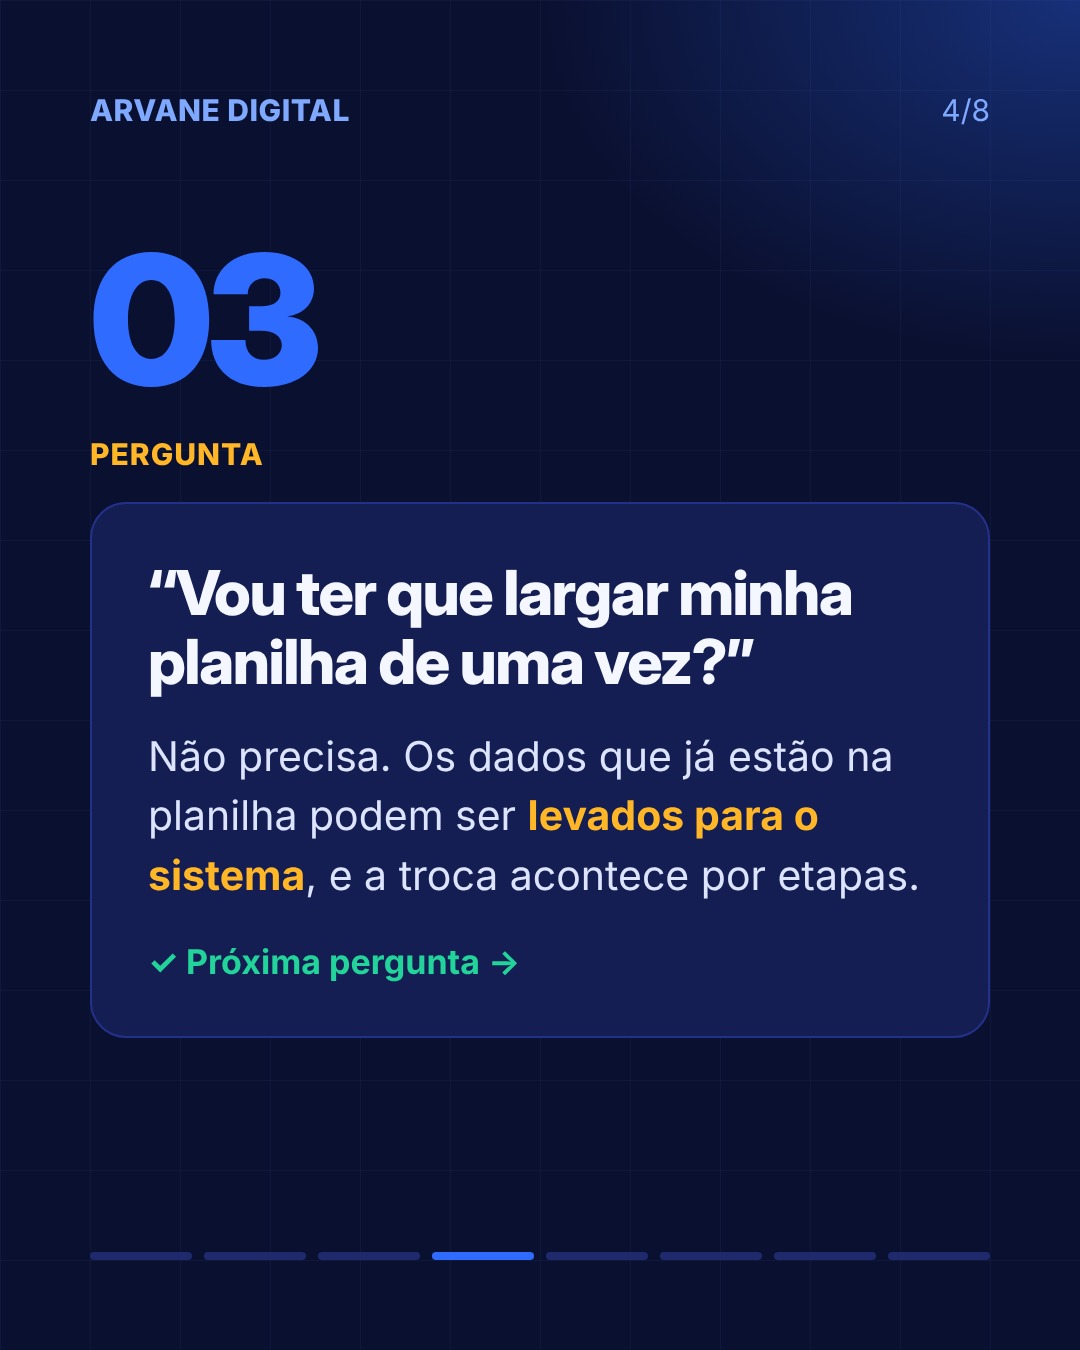 ARVANE DIGITAL
4/8
03
PERGUNTA
“Vou ter que largar minha
planilha de uma vez?”
Não precisa. Os dados que já estão na
planilha podem ser levados para o
sistema, e a troca acontece por etapas.
✓ Próxima pergunta →